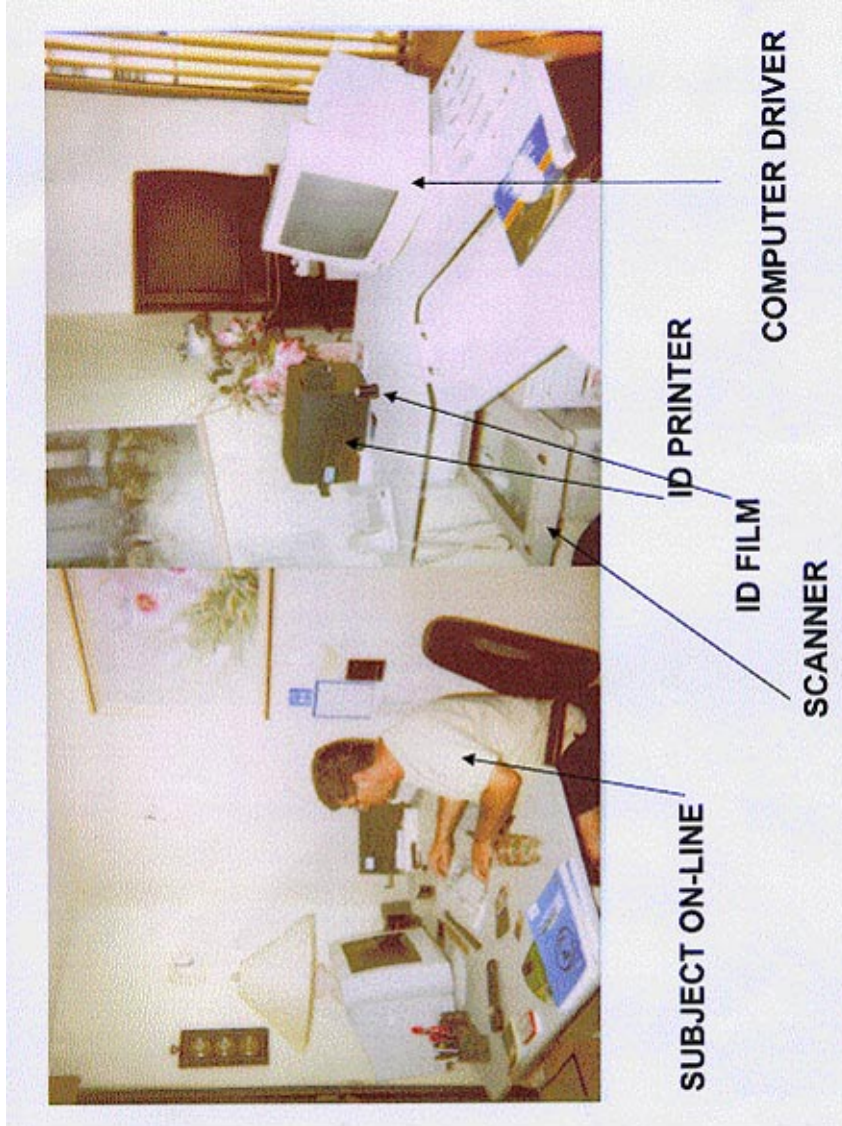 SUBJECT ON-LINE
SCANNER
ID FILM
ID PRINTER
COMPUTER DRIVER